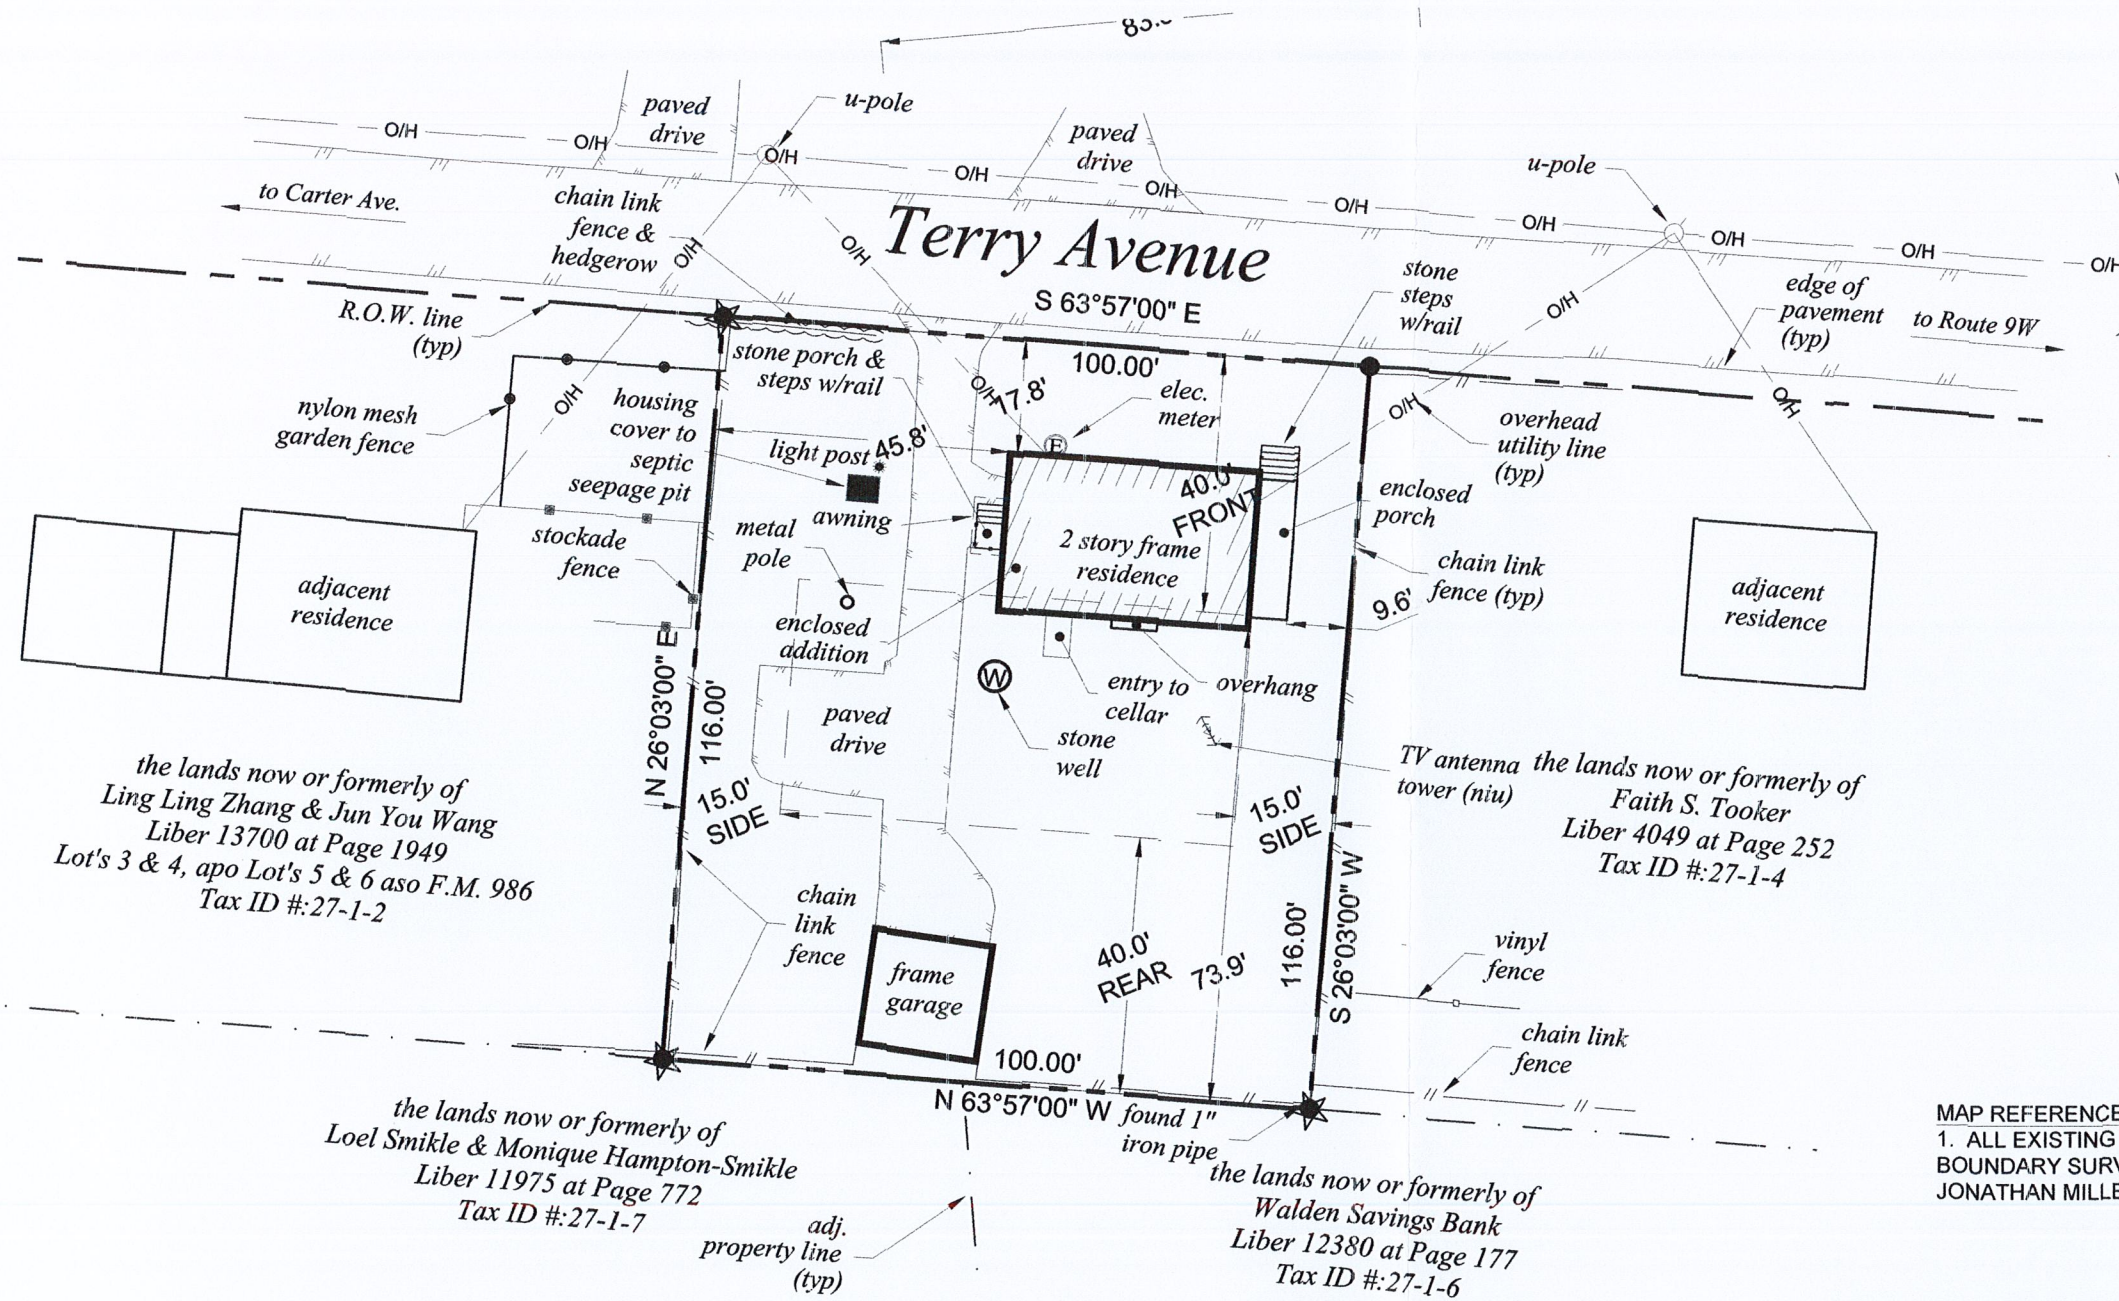 u-pole
paved
drive
O/H
O/H
O/H
paved
drive
O/H
O/H
u-pole
O/H
O/H
O/H
O/H
to Carter Ave.
chain link
fence &
hedgerow
O/H
O/H
Terry Avenue
S 63°57'00" E
stone
steps
w/rail
O/H
edge of
pavement
(typ)
to Route 9W
R.O.W. line
(typ)
stone porch &
steps w/rail
100.00'
17.8'
O/H
elec.
meter
O/H
O/H
overhead
utility line
(typ)
nylon mesh
garden fence
O/H
housing
cover to
septic
seepage pit
light post
45.8'
E
40.0'
FRONT
enclosed
porch
awning
metal
pole
stockade
fence
2 story frame
residence
chain link
fence (typ)
9.6'
adjacent
residence
adjacent
residence
enclosed
addition
N 26°03'00" E
116.00'
W
entry to
cellar
overhang
paved
drive
stone
well
TV antenna
tower (niu)
the lands now or formerly of
Ling Ling Zhang & Jun You Wang
Liber 13700 at Page 1949
Lot's 3 & 4, apo Lot's 5 & 6 aso F.M. 986
Tax ID #:27-1-2
the lands now or formerly of
Faith S. Tooker
Liber 4049 at Page 252
Tax ID #:27-1-4
15.0'
SIDE
15.0'
SIDE
chain
link
fence
40.0'
REAR
73.9'
116.00'
S 26°03'00" W
vinyl
fence
frame
garage
chain link
fence
100.00'
N 63°57'00" W
found 1"
iron pipe
the lands now or formerly of
Loel Smikle & Monique Hampton-Smikle
Liber 11975 at Page 772
Tax ID #:27-1-7
adj.
property line
(typ)
the lands now or formerly of
Walden Savings Bank
Liber 12380 at Page 177
Tax ID #:27-1-6
MAP REFERENCE
1. ALL EXISTING
BOUNDARY SURV
JONATHAN MILLE